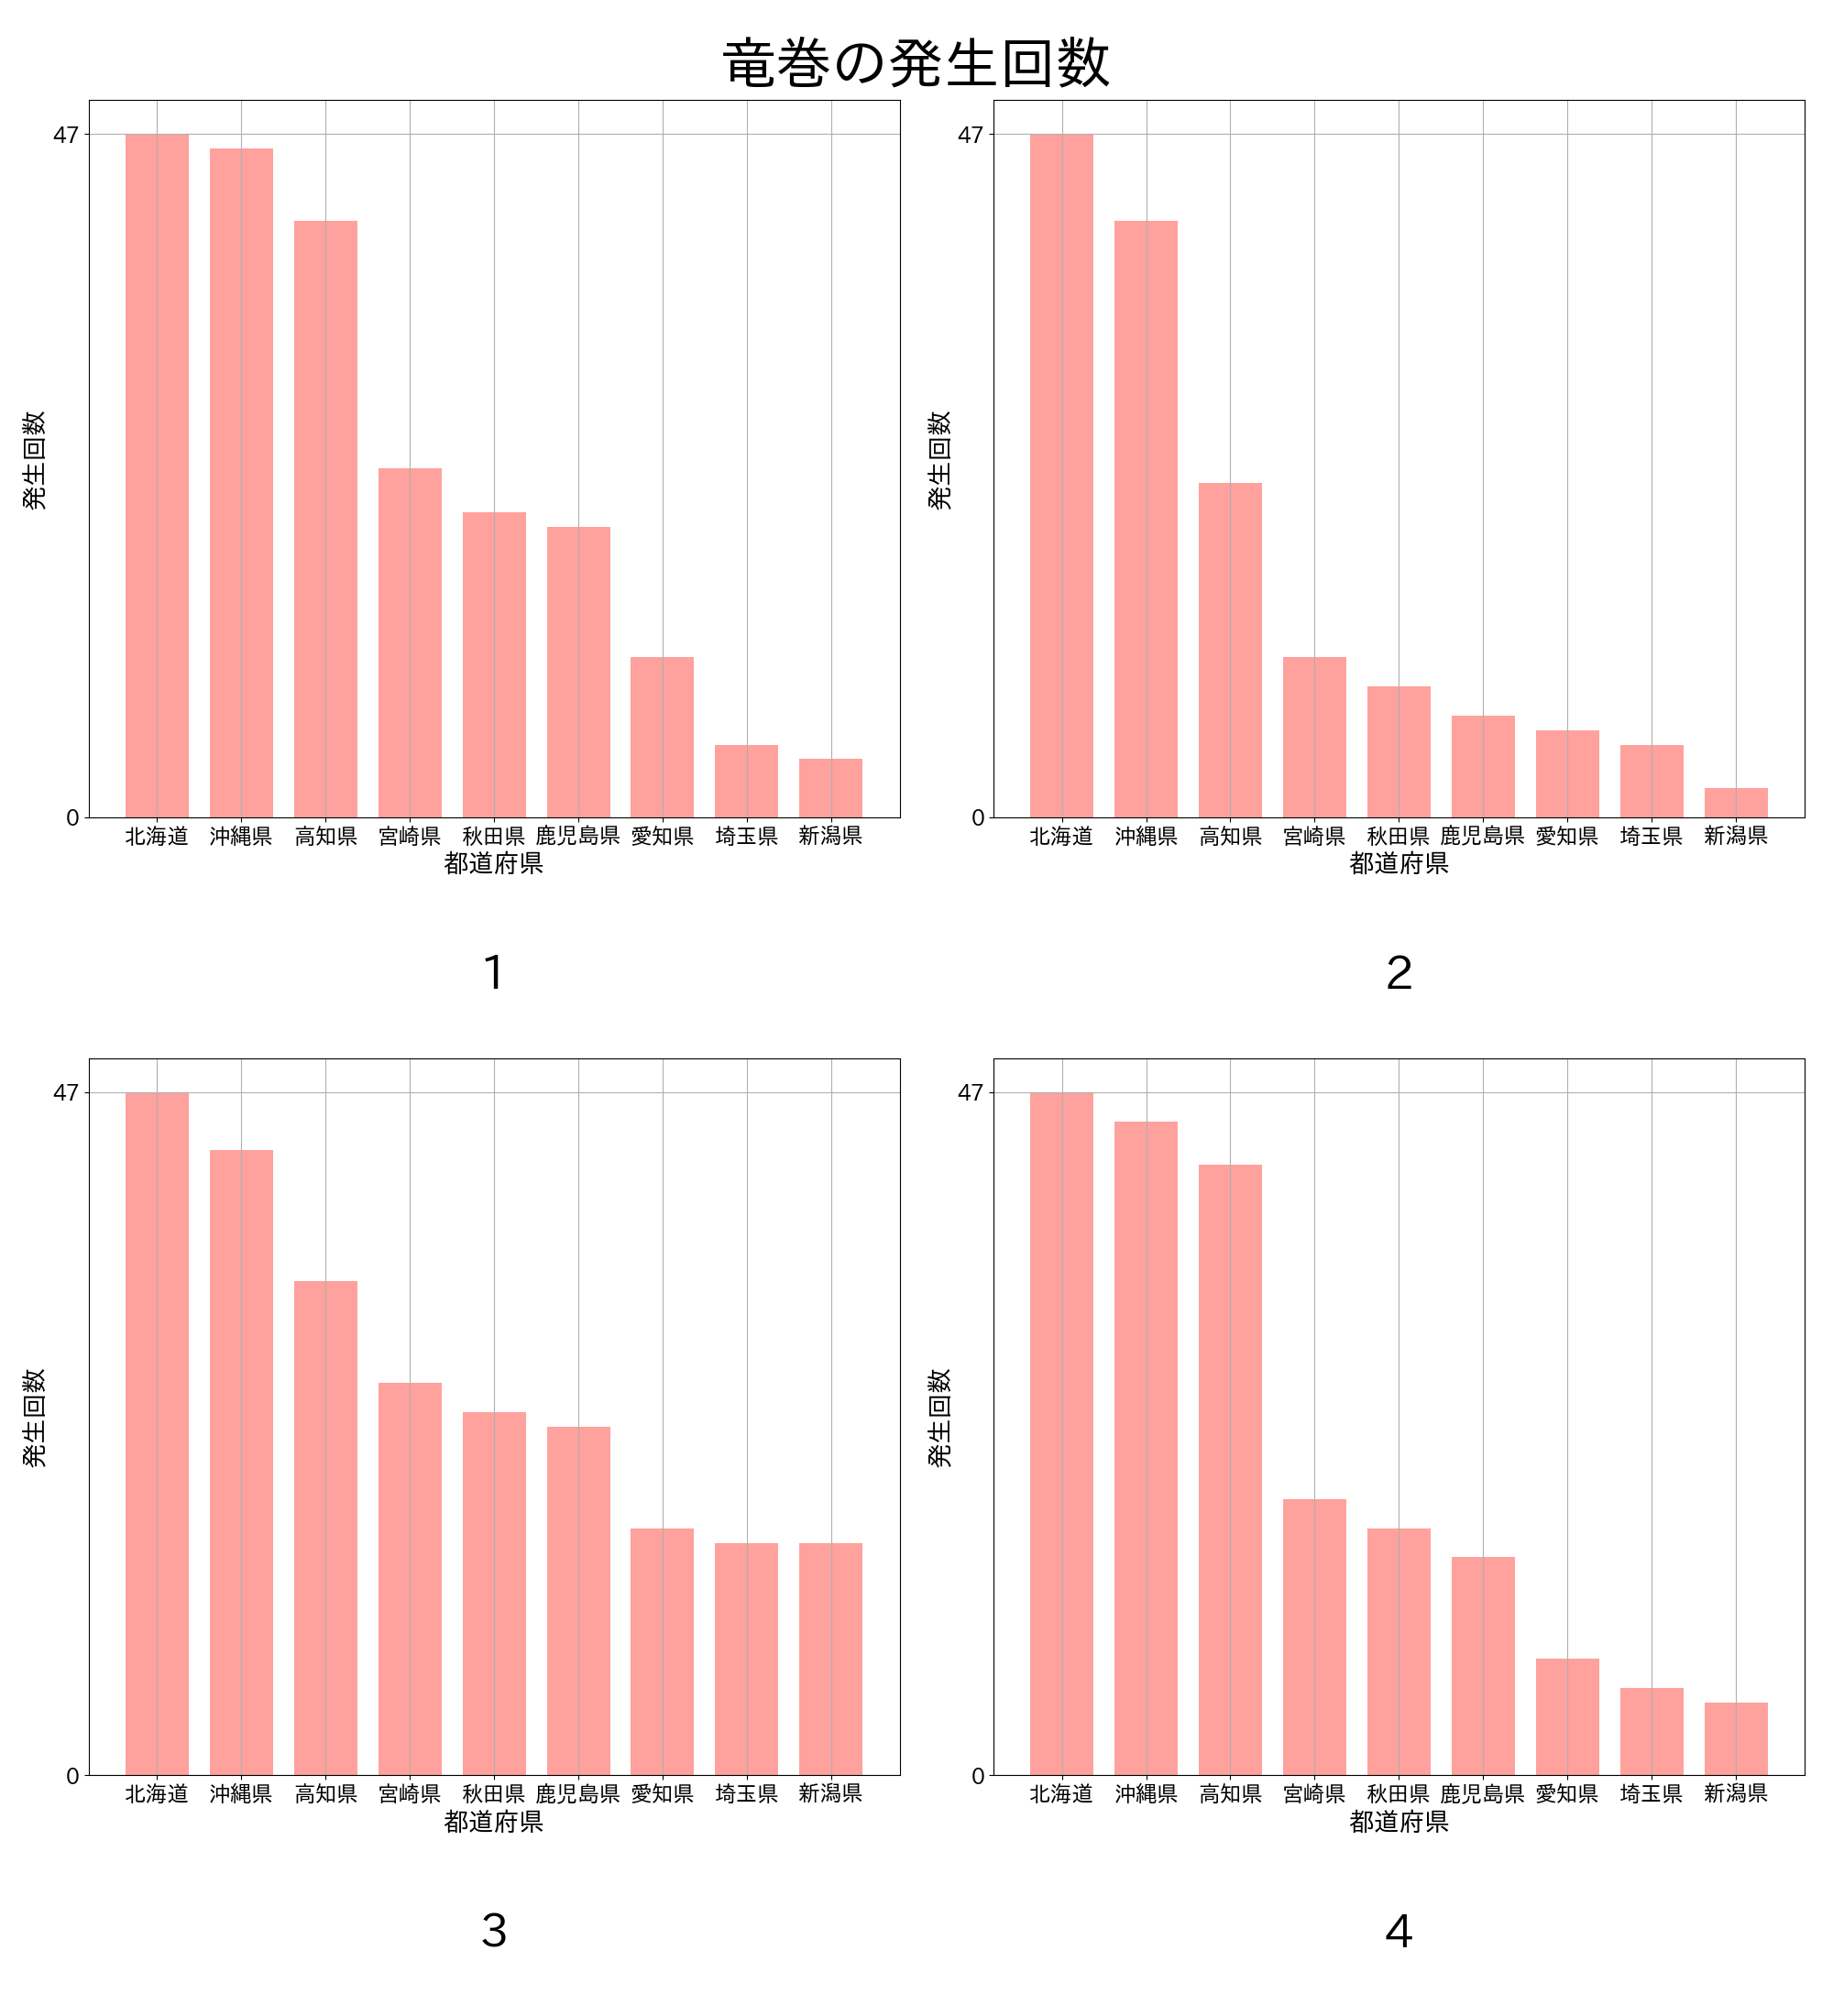 竜巻の発生回数
47
0
発生回数
北海道 沖縄県 高知県 宮崎県 秋田県 鹿児島県 愛知県 埼玉県 新潟県
都道府県
1
47
0
発生回数
北海道 沖縄県 高知県 宮崎県 秋田県 鹿児島県 愛知県 埼玉県 新潟県
都道府県
2
47
0
発生回数
北海道 沖縄県 高知県 宮崎県 秋田県 鹿児島県 愛知県 埼玉県 新潟県
都道府県
3
47
0
発生回数
北海道 沖縄県 高知県 宮崎県 秋田県 鹿児島県 愛知県 埼玉県 新潟県
都道府県
4